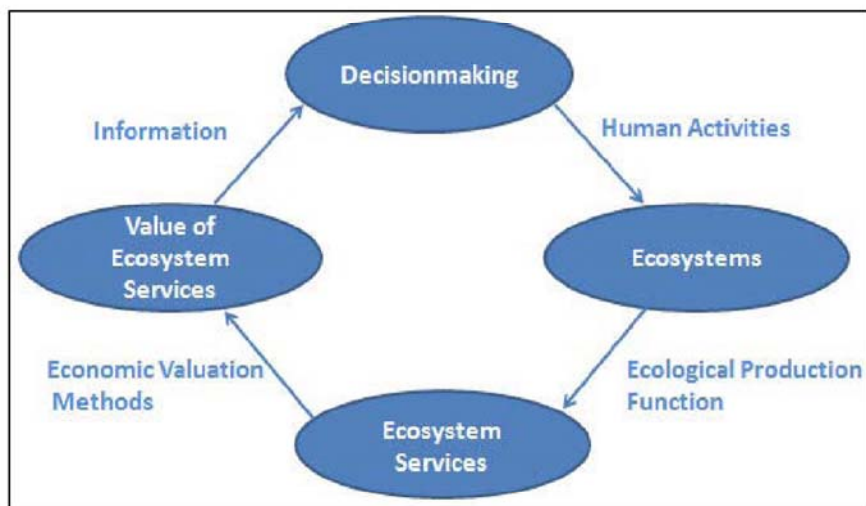 Decisionmaking
Information
Human Activities
Value of
Ecosystem
Services
Ecosystems
Economic Valuation
Methods
Ecological Production
Function
Ecosystem
Services